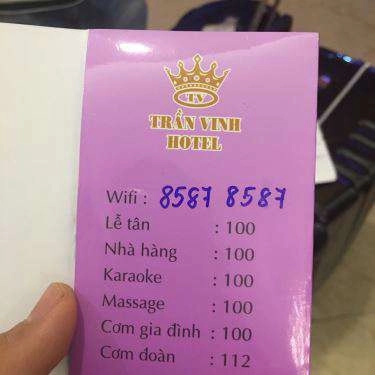 TV
TRẦN VINH
HOTEL
Wifi : 8587 8587
Lễ tân : 100
Nhà hàng : 100
Karaoke : 100
Massage : 100
Cơm gia đình : 100
Cơm đoàn : 112